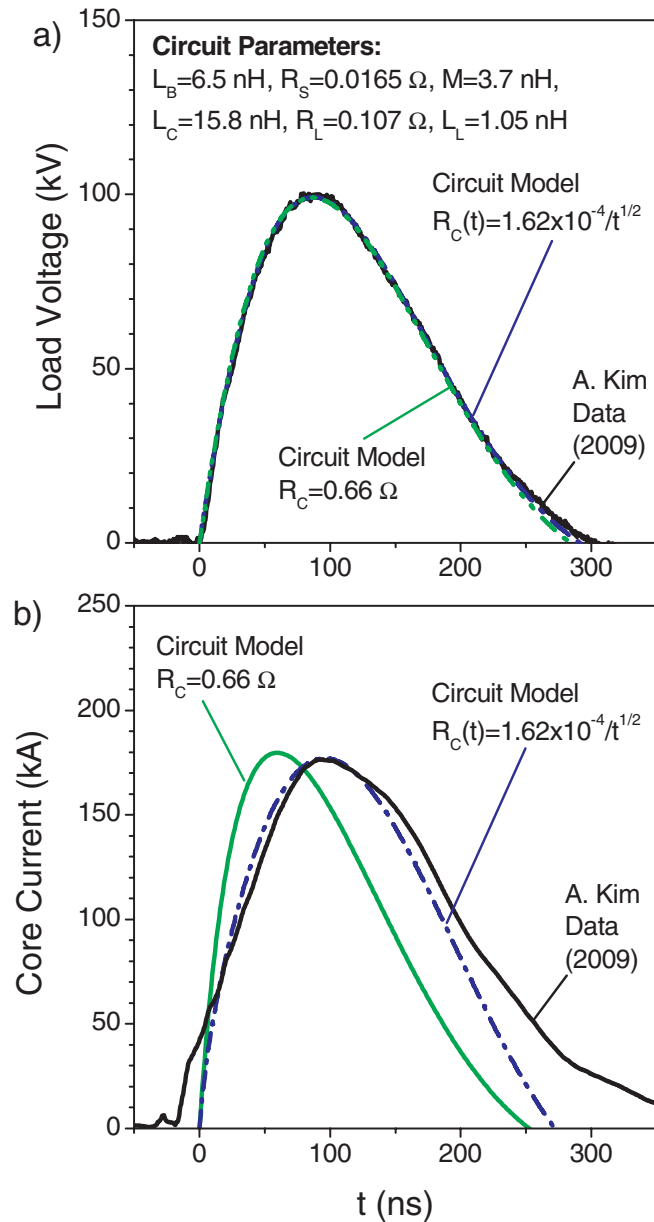 a)
Circuit Parameters:
L_B=6.5 nH, R_S=0.0165 Ω, M=3.7 nH,
L_C=15.8 nH, R_L=0.107 Ω, L_L=1.05 nH
150
100
50
0
Load Voltage (kV)
Circuit Model
R_C(t)=1.62x10^-4/t^1/2
A. Kim
Data
(2009)
Circuit Model
R_C=0.66 Ω
0
100
200
300
b)
250
200
150
100
50
0
Core Current (kA)
Circuit Model
R_C=0.66 Ω
Circuit Model
R_C(t)=1.62x10^-4/t^1/2
A. Kim
Data
(2009)
0
100
200
300
t (ns)